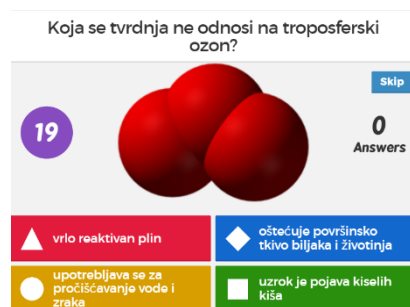 Koja se tvrdnja ne odnosi na troposferski
ozon?
Skip
19
0
Answers
vrlo reaktivan plin
oštećuje površinsko
tkivo biljaka i životinja
upotrebljava se za
pročišćavanje vode i
zraka
uzrok je pojava kiselih
kiša